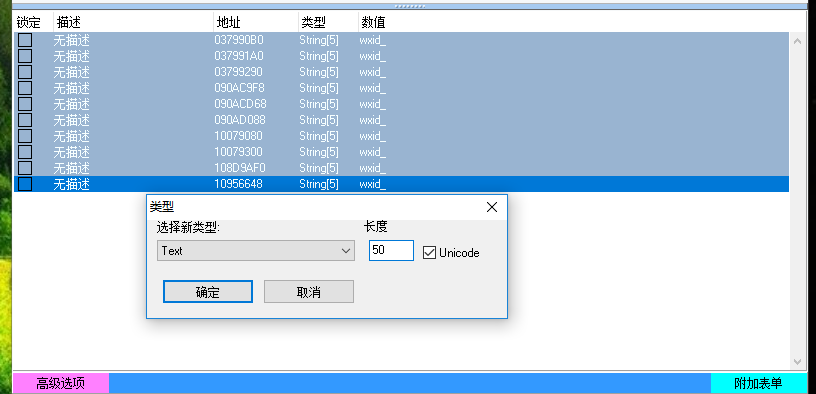 锁定 描述 地址 类型 数值
无描述 037990B0 String[5] wxid_
无描述 037991A0 String[5] wxid_
无描述 03799290 String[5] wxid_
无描述 090AC9F8 String[5] wxid_
无描述 090ACD68 String[5] wxid_
无描述 090AD088 String[5] wxid_
无描述 10079080 String[5] wxid_
无描述 10079300 String[5] wxid_
无描述 108D9AF0 String[5] wxid_
无描述 10956648 String[5] wxid_
类型
选择新类型: 长度
Text 50 Unicode
确定 取消
高级选项 附加表单